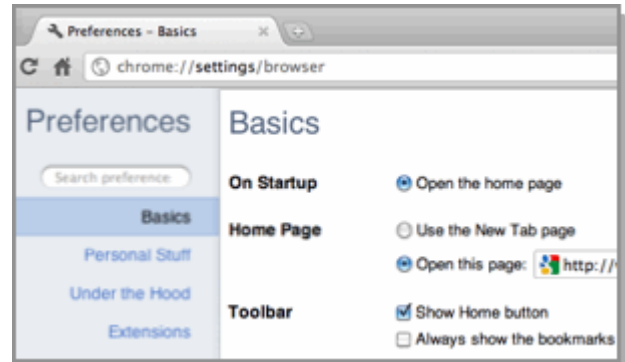 Preferences – Basics
chrome://settings/browser
Preferences
Search preference
Basics
Personal Stuff
Under the Hood
Extensions
Basics
On Startup
Open the home page
Home Page
Use the New Tab page
Open this page: http://
Toolbar
Show Home button
Always show the bookmarks